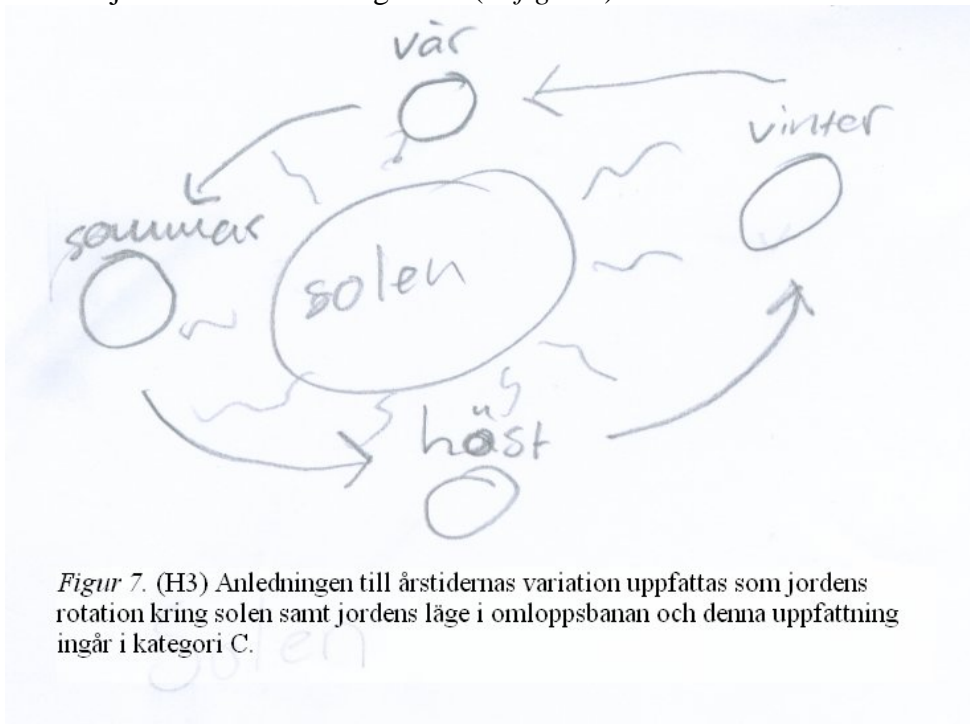 vår
vinter
sommar
solen
höst
Figur 7. (H3) Anledningen till årstidernas variation uppfattas som jordens
rotation kring solen samt jordens läge i omloppsbanan och denna uppfattning
ingår i kategori C.
solen